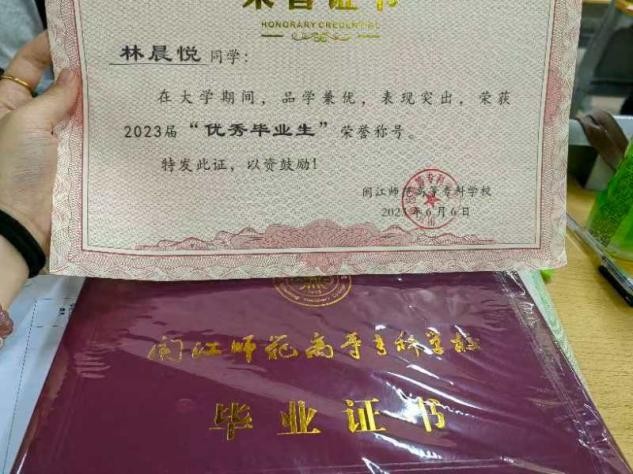 荣誉证书
HONORARY CREDENTIAL
林晨悦 同学：
在大学期间，品学兼优，表现突出，荣获
2023届“优秀毕业生”荣誉称号。
特发此证，以资鼓励！
闽江师范高等专科学校
2023年6月6日
闽江师范高等专科学校
毕业证书